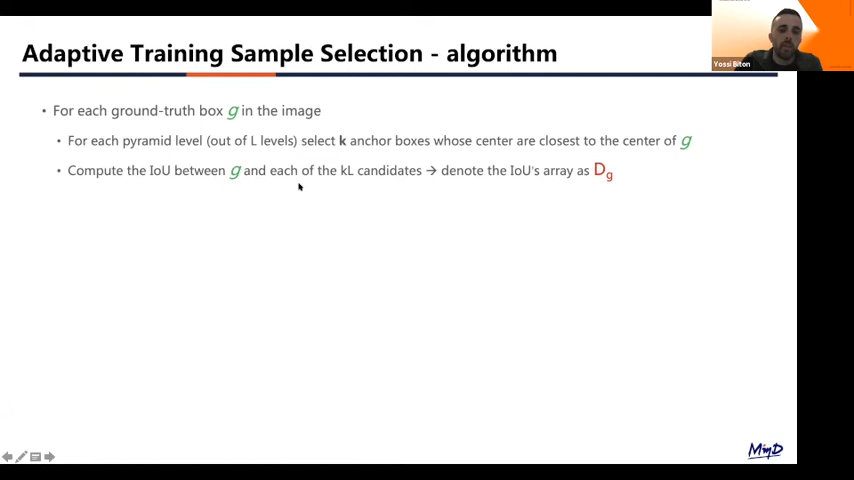 Yossi Biton
Adaptive Training Sample Selection - algorithm
• For each ground-truth box g in the image
• For each pyramid level (out of L levels) select k anchor boxes whose center are closest to the center of g
• Compute the IoU between g and each of the kL candidates → denote the IoU's array as Dg
MinD